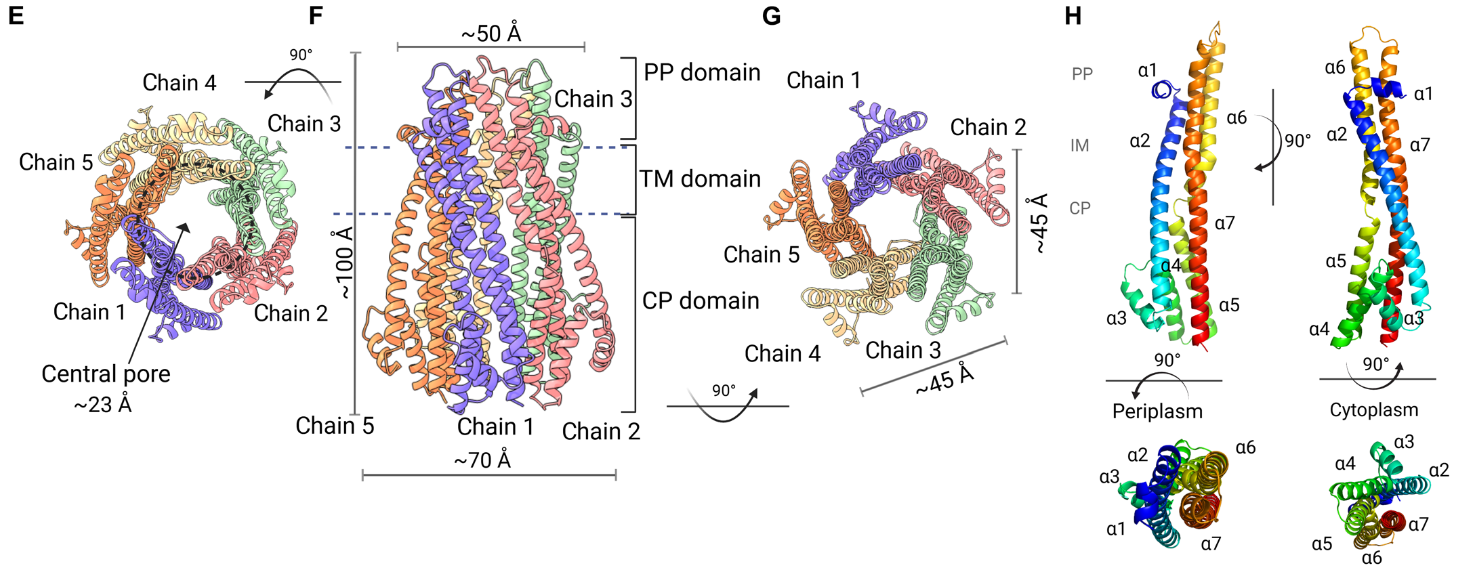 E
F
G
H
Chain 4
90°
Chain 3
Chain 5
Chain 1
Chain 2
Central pore
~23 Å
~50 Å
PP domain
Chain 3
TM domain
~100 Å
CP domain
Chain 5
Chain 1
Chain 2
~70 Å
90°
Chain 1
Chain 2
Chain 5
~45 Å
Chain 4
Chain 3
~45 Å
PP
IM
CP
α1
α6
α2
α7
α4
α3
α5
90°
α6
α1
α2
α7
α5
α4
α3
90°
Periplasm
90°
Cytoplasm
α2
α6
α3
α1
α7
α3
α4
α2
α7
α5
α6